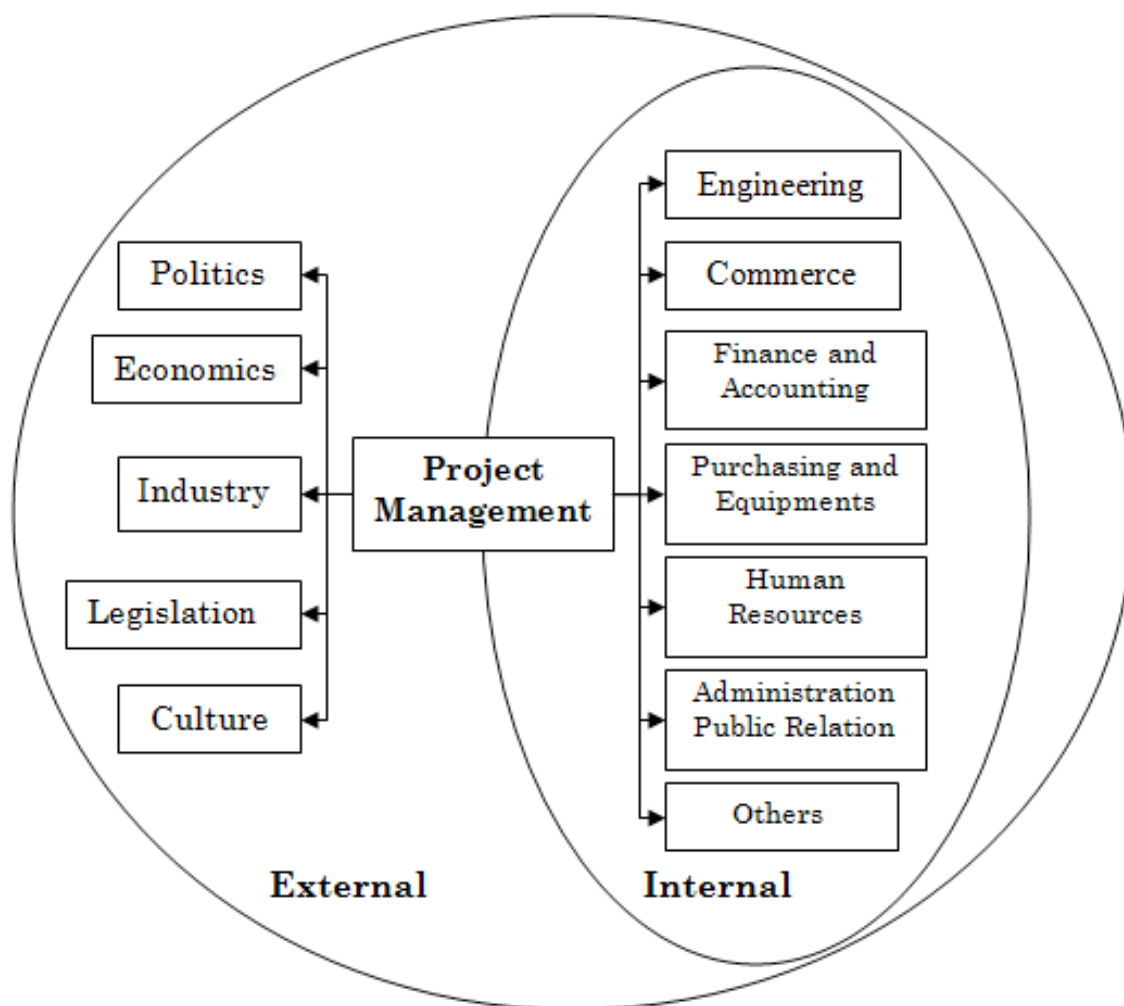 Politics
Economics
Industry
Legislation
Culture
Project
Management
Engineering
Commerce
Finance and
Accounting
Purchasing and
Equipments
Human
Resources
Administration
Public Relation
Others
External
Internal